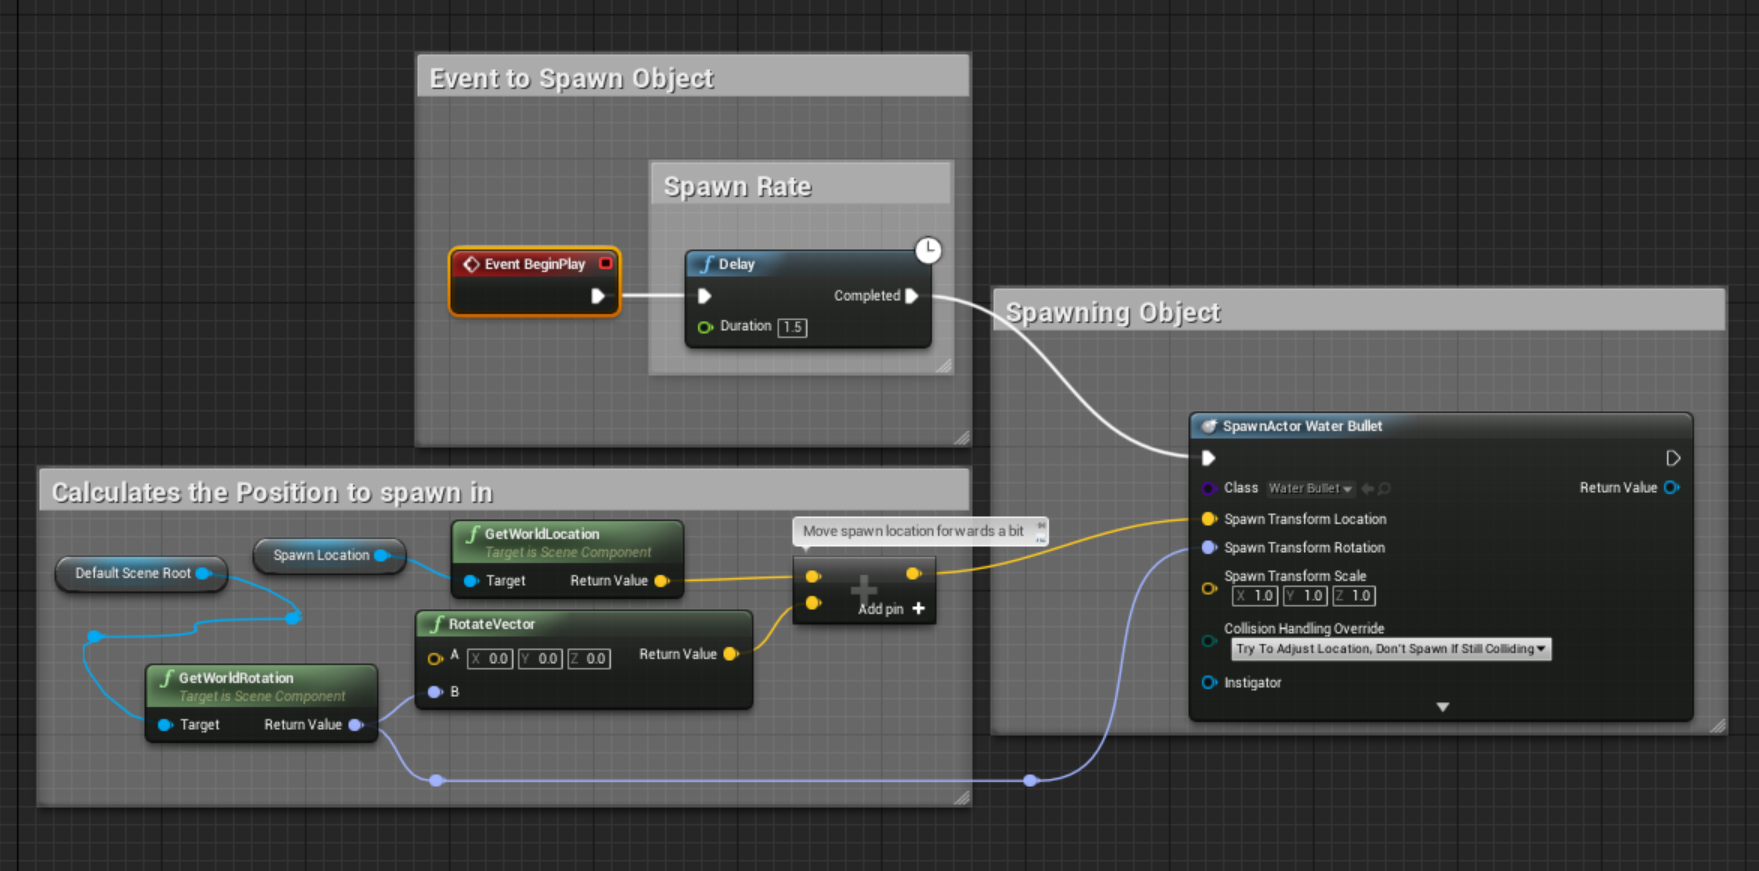 Event to Spawn Object
Spawn Rate
Event BeginPlay
Delay
Completed
Duration 1.5
Spawning Object
SpawnActor Water Bullet
Class Water Bullet
Return Value
Spawn Transform Location
Spawn Transform Rotation
Spawn Transform Scale
X 1.0 Y 1.0 Z 1.0
Collision Handling Override
Try To Adjust Location, Don't Spawn If Still Colliding
Instigator
Calculates the Position to spawn in
Default Scene Root
Spawn Location
GetWorldLocation
Target is Scene Component
Target Return Value
Move spawn location forwards a bit
Add pin
RotateVector
A X 0.0 Y 0.0 Z 0.0 Return Value
B
GetWorldRotation
Target is Scene Component
Target Return Value